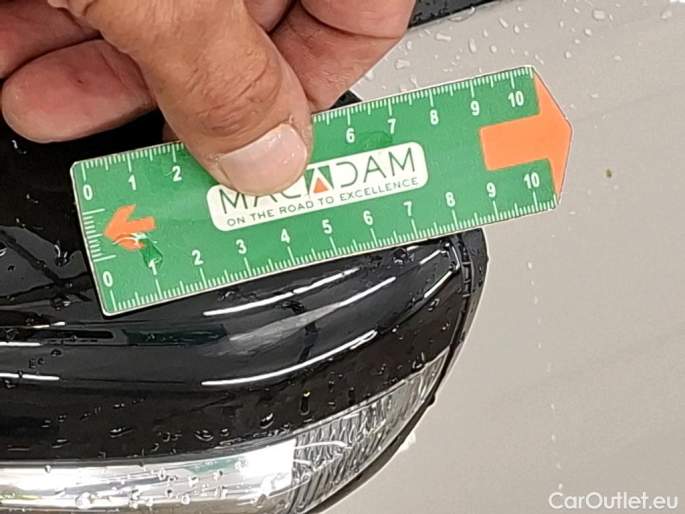 0 1 2 6 7 8 9 10
MACADAM
ON THE ROAD TO EXCELLENCE
0 1 2 3 4 5 6 7 8 9 10
CarOutlet.eu